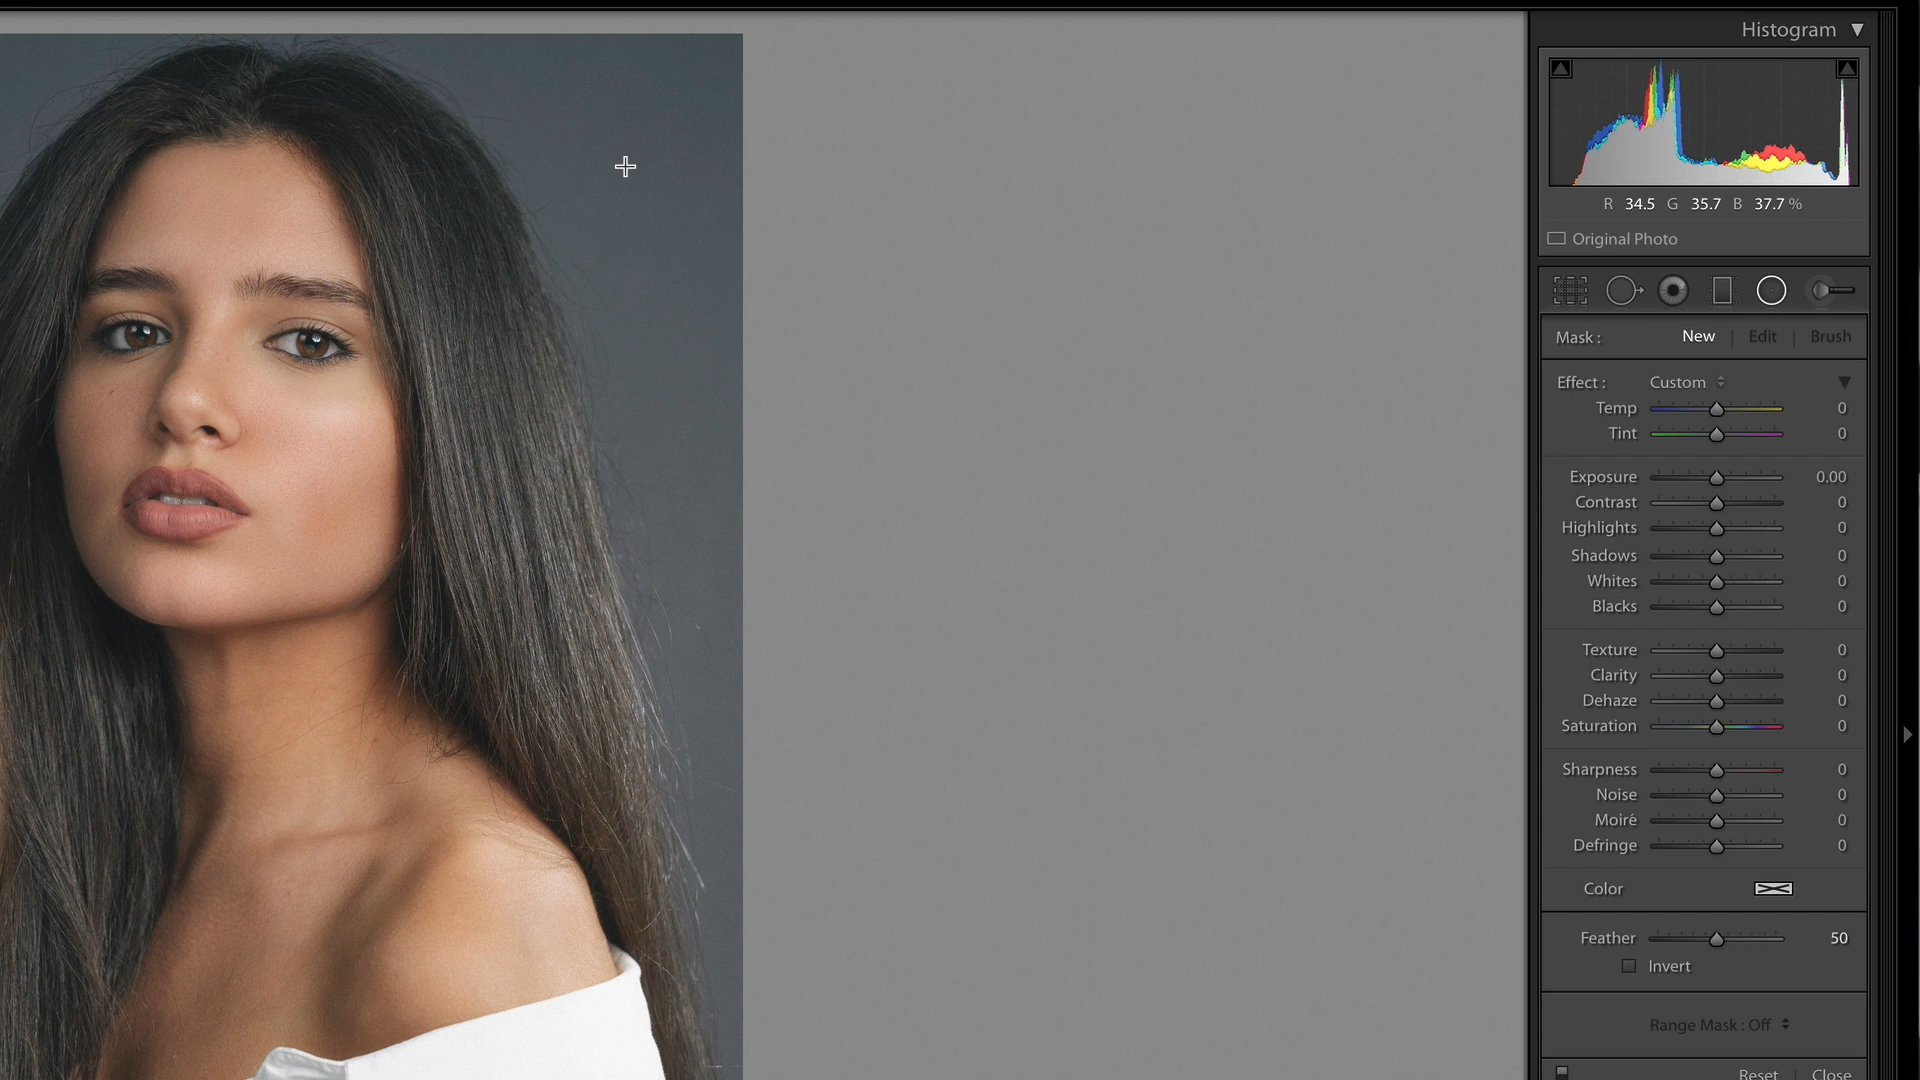 Histogram
R 34.5 G 35.7 B 37.7 %
Original Photo
Mask : New | Edit | Brush
Effect : Custom
Temp 0
Tint 0
Exposure 0.00
Contrast 0
Highlights 0
Shadows 0
Whites 0
Blacks 0
Texture 0
Clarity 0
Dehaze 0
Saturation 0
Sharpness 0
Noise 0
Moiré 0
Defringe 0
Color
Feather 50
Invert
Range Mask : Off
Reset | Close